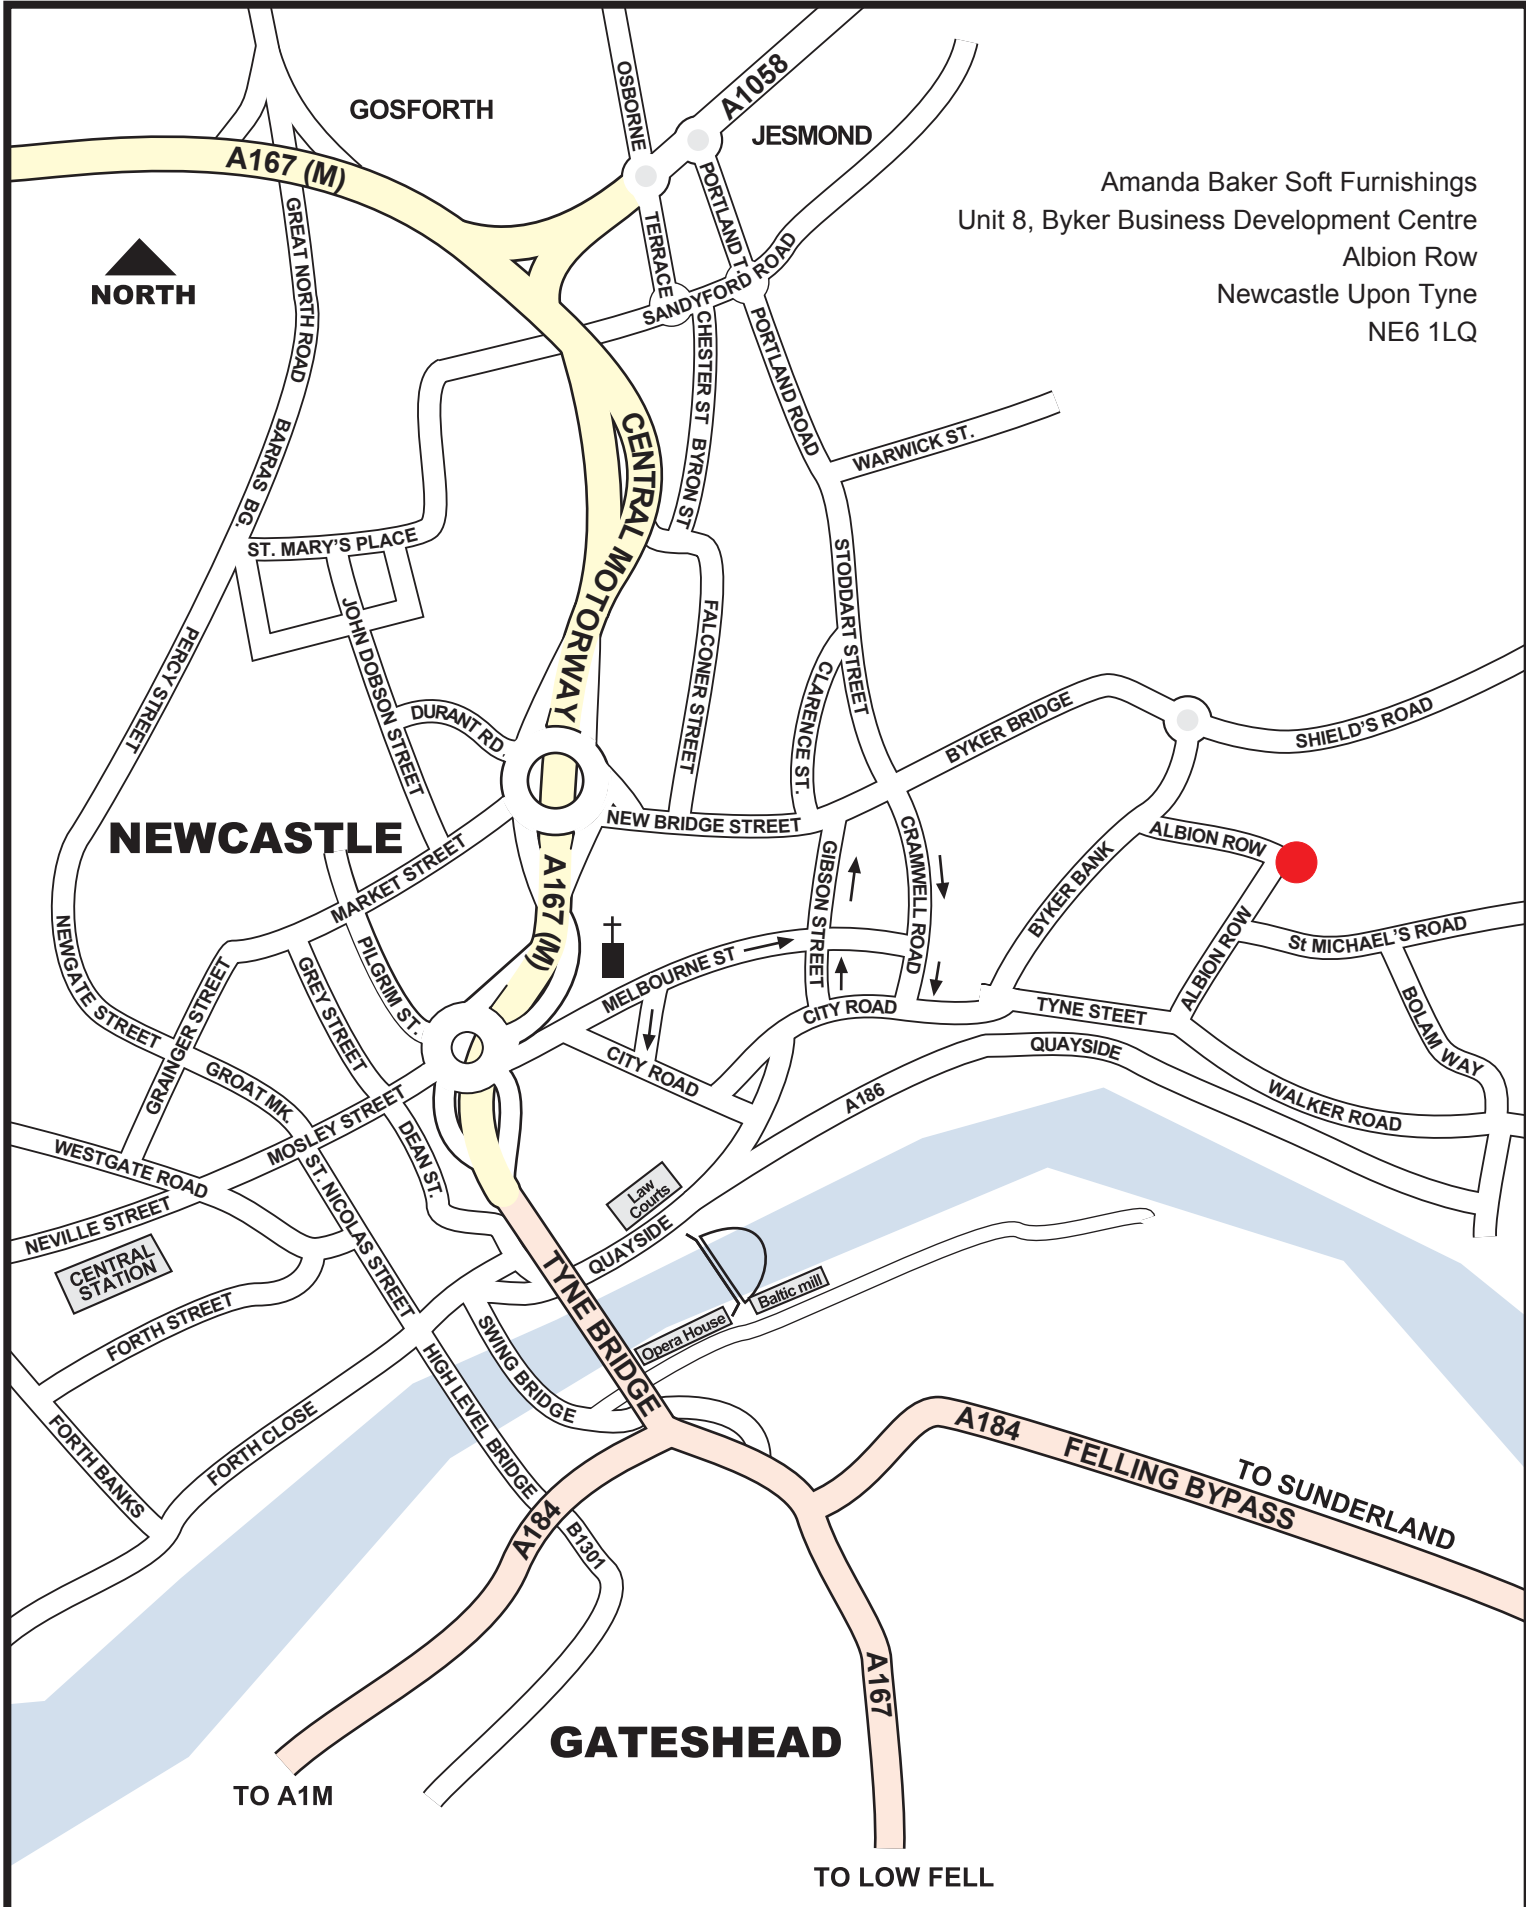 GOSFORTH
OSBORNE
TERRACE
A1058
JESMOND
A167 (M)
PORTLAND T.
Amanda Baker Soft Furnishings
Unit 8, Byker Business Development Centre
Albion Row
Newcastle Upon Tyne
NE6 1LQ
NORTH
GREAT NORTH ROAD
SANDYFORD ROAD
CHESTER ST
BYRON ST
PORTLAND ROAD
WARWICK ST.
BARRAS BG.
CENTRAL MOTORWAY
ST. MARY'S PLACE
JOHN DOBSON STREET
PERCY STREET
FALCONER STREET
STODDART STREET
CLARENCE ST.
DURANT RD.
BYKER BRIDGE
SHIELD'S ROAD
NEWCASTLE
MARKET STREET
NEW BRIDGE STREET
A167 (M)
GIBSON STREET
CRAMWELL ROAD
BYKER BANK
ALBION ROW
ALBION ROW
St MICHAEL'S ROAD
BOLAM WAY
NEWGATE STREET
GRAINGER STREET
GREY STREET
PILGRIM ST.
MELBOURNE ST
CITY ROAD
CITY ROAD
TYNE STEET
QUAYSIDE
WALKER ROAD
A186
GROAT MK.
MOSLEY STREET
DEAN ST.
WESTGATE ROAD
NEVILLE STREET
ST. NICOLAS STREET
CENTRAL
STATION
FORTH STREET
Law
Courts
QUAYSIDE
Baltic mill
Opera House
TYNE BRIDGE
SWING BRIDGE
HIGH LEVEL BRIDGE
FORTH CLOSE
FORTH BANKS
A184
B1301
A184
FELLING BYPASS
TO SUNDERLAND
A167
GATESHEAD
TO A1M
TO LOW FELL